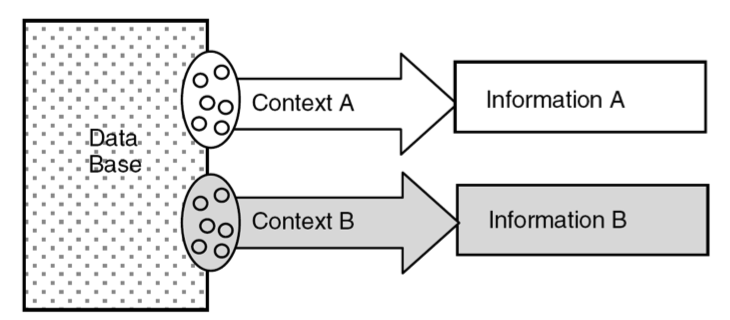 Data
Base
Context A
Information A
Context B
Information B